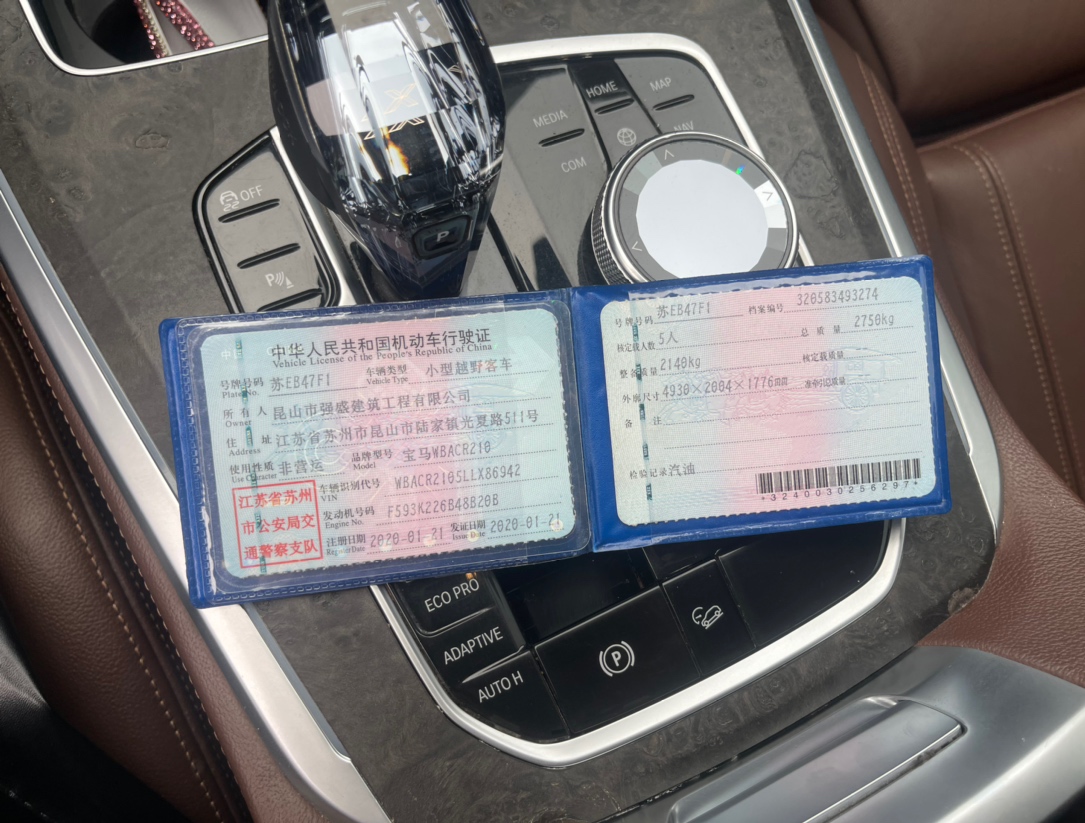 OFF
P
MEDIA
COM
HOME
MAP
NAV
P
中华人民共和国机动车行驶证
Vehicle License of the People's Republic of China
号牌号码 苏EB47F1 车辆类型 小型越野客车
Plate No. Vehicle Type
所有人 昆山市强盛建筑工程有限公司
Owner
住址 江苏省苏州市昆山市陆家镇光夏路511号
Address
使用性质 非营运 品牌型号 宝马WBACR210
Use Character Model
车辆识别代号 WBACR2105LLX86942
VIN
发动机号码 F593K226B48B20B
Engine No.
注册日期 2020-01-21 发证日期 2020-01-21
Register Date Issue Date
江苏省苏州
市公安局交
通警察支队
号牌号码 苏EB47F1 档案编号 320583493274
核定载人数 5人 总质量 2750kg
整备质量 2140kg 核定载质量
外廓尺寸 4930×2004×1776mm 准牵引总质量
备注
检验记录 汽油
*3240030256297*
ECO PRO
ADAPTIVE
AUTO H
P